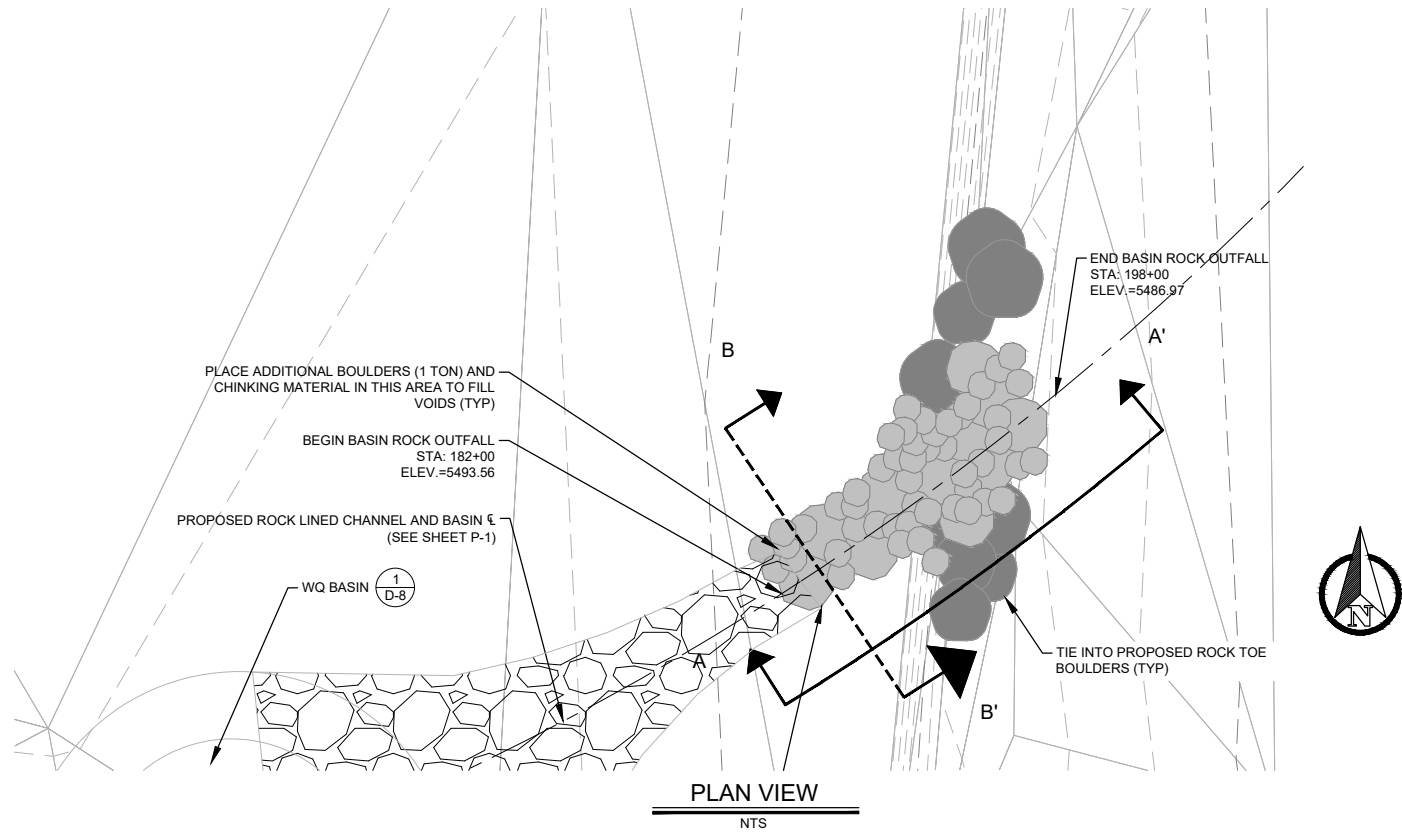 END BASIN ROCK OUTFALL
STA: 198+00
ELEV.=5486.97
A'
B
PLACE ADDITIONAL BOULDERS (1 TON) AND
CHINKING MATERIAL IN THIS AREA TO FILL
VOIDS (TYP)
BEGIN BASIN ROCK OUTFALL
STA: 182+00
ELEV.=5493.56
PROPOSED ROCK LINED CHANNEL AND BASIN ℄
(SEE SHEET P-1)
WQ BASIN
1
D-8
N
A
TIE INTO PROPOSED ROCK TOE
BOULDERS (TYP)
B'
PLAN VIEW
NTS